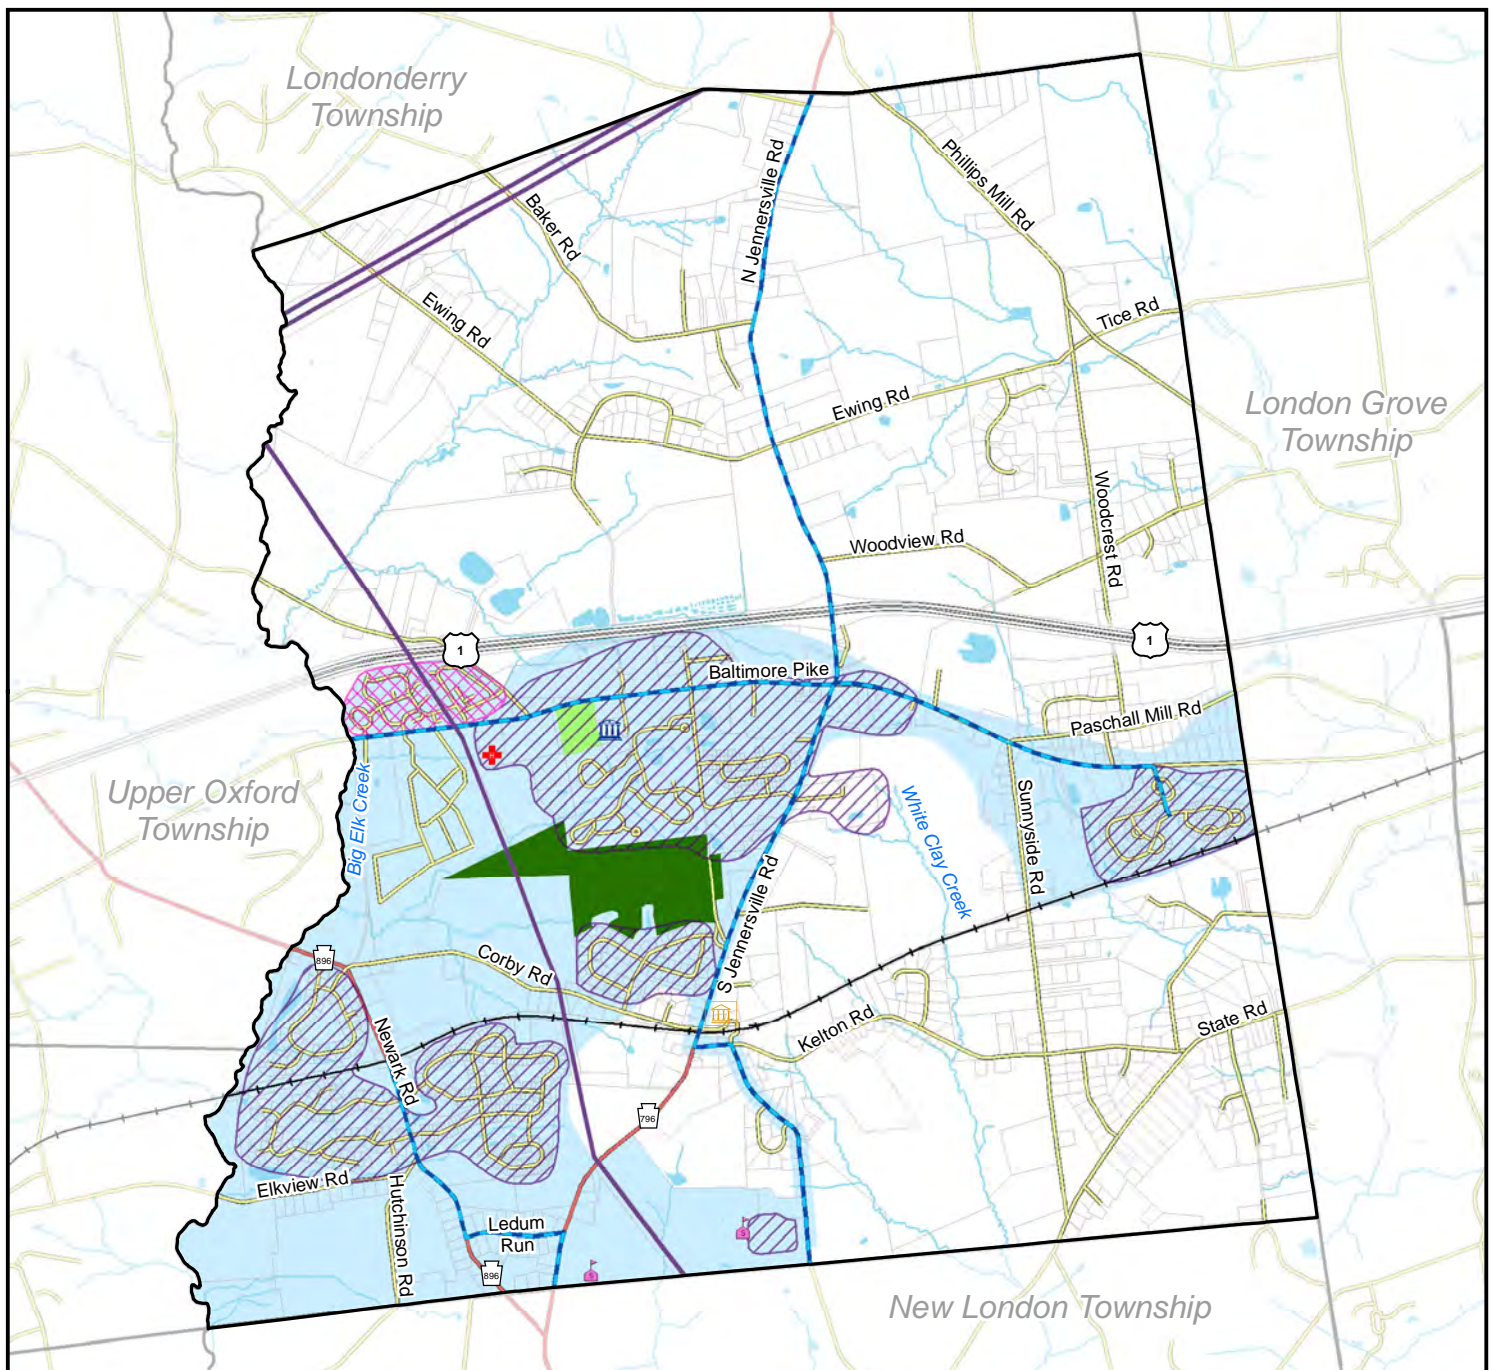 Londonderry
Township
N Jennersville Rd
Phillips Mill Rd
Baker Rd
Ewing Rd
Tice Rd
Ewing Rd
London Grove
Township
Woodcrest Rd
Woodview Rd
1
1
Baltimore Pike
Paschall Mill Rd
Upper Oxford
Township
Big Elk Creek
White Clay Creek
Sunnyside Rd
S Jennersville Rd
896
Corby Rd
Newark Rd
Kelton Rd
State Rd
796
Elkview Rd
Hutchinson Rd
Ledum
Run
896
New London Township